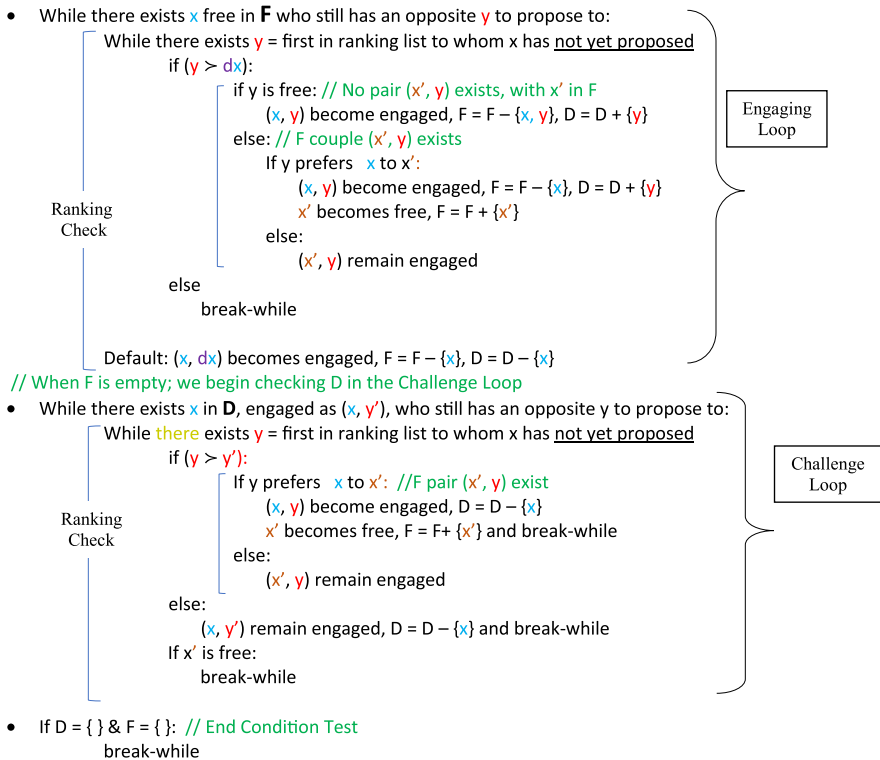 • While there exists x free in F who still has an opposite y to propose to:
While there exists y = first in ranking list to whom x has not yet proposed
if (y ≻ dx):
if y is free: // No pair (x’, y) exists, with x’ in F
(x, y) become engaged, F = F – {x, y}, D = D + {y}
Engaging
Loop
else: // F couple (x’, y) exists
If y prefers x to x’:
(x, y) become engaged, F = F – {x}, D = D + {y}
Ranking
Check
x’ becomes free, F = F + {x’}
else:
(x’, y) remain engaged
else
break-while
Default: (x, dx) becomes engaged, F = F – {x}, D = D – {x}
// When F is empty; we begin checking D in the Challenge Loop
• While there exists x in D, engaged as (x, y’), who still has an opposite y to propose to:
While there exists y = first in ranking list to whom x has not yet proposed
if (y ≻ y’):
Challenge
Loop
If y prefers x to x’: //F pair (x’, y) exist
(x, y) become engaged, D = D – {x}
Ranking
Check
x’ becomes free, F = F+ {x’} and break-while
else:
(x’, y) remain engaged
else:
(x, y’) remain engaged, D = D – {x} and break-while
If x’ is free:
break-while
• If D = { } & F = { }: // End Condition Test
break-while